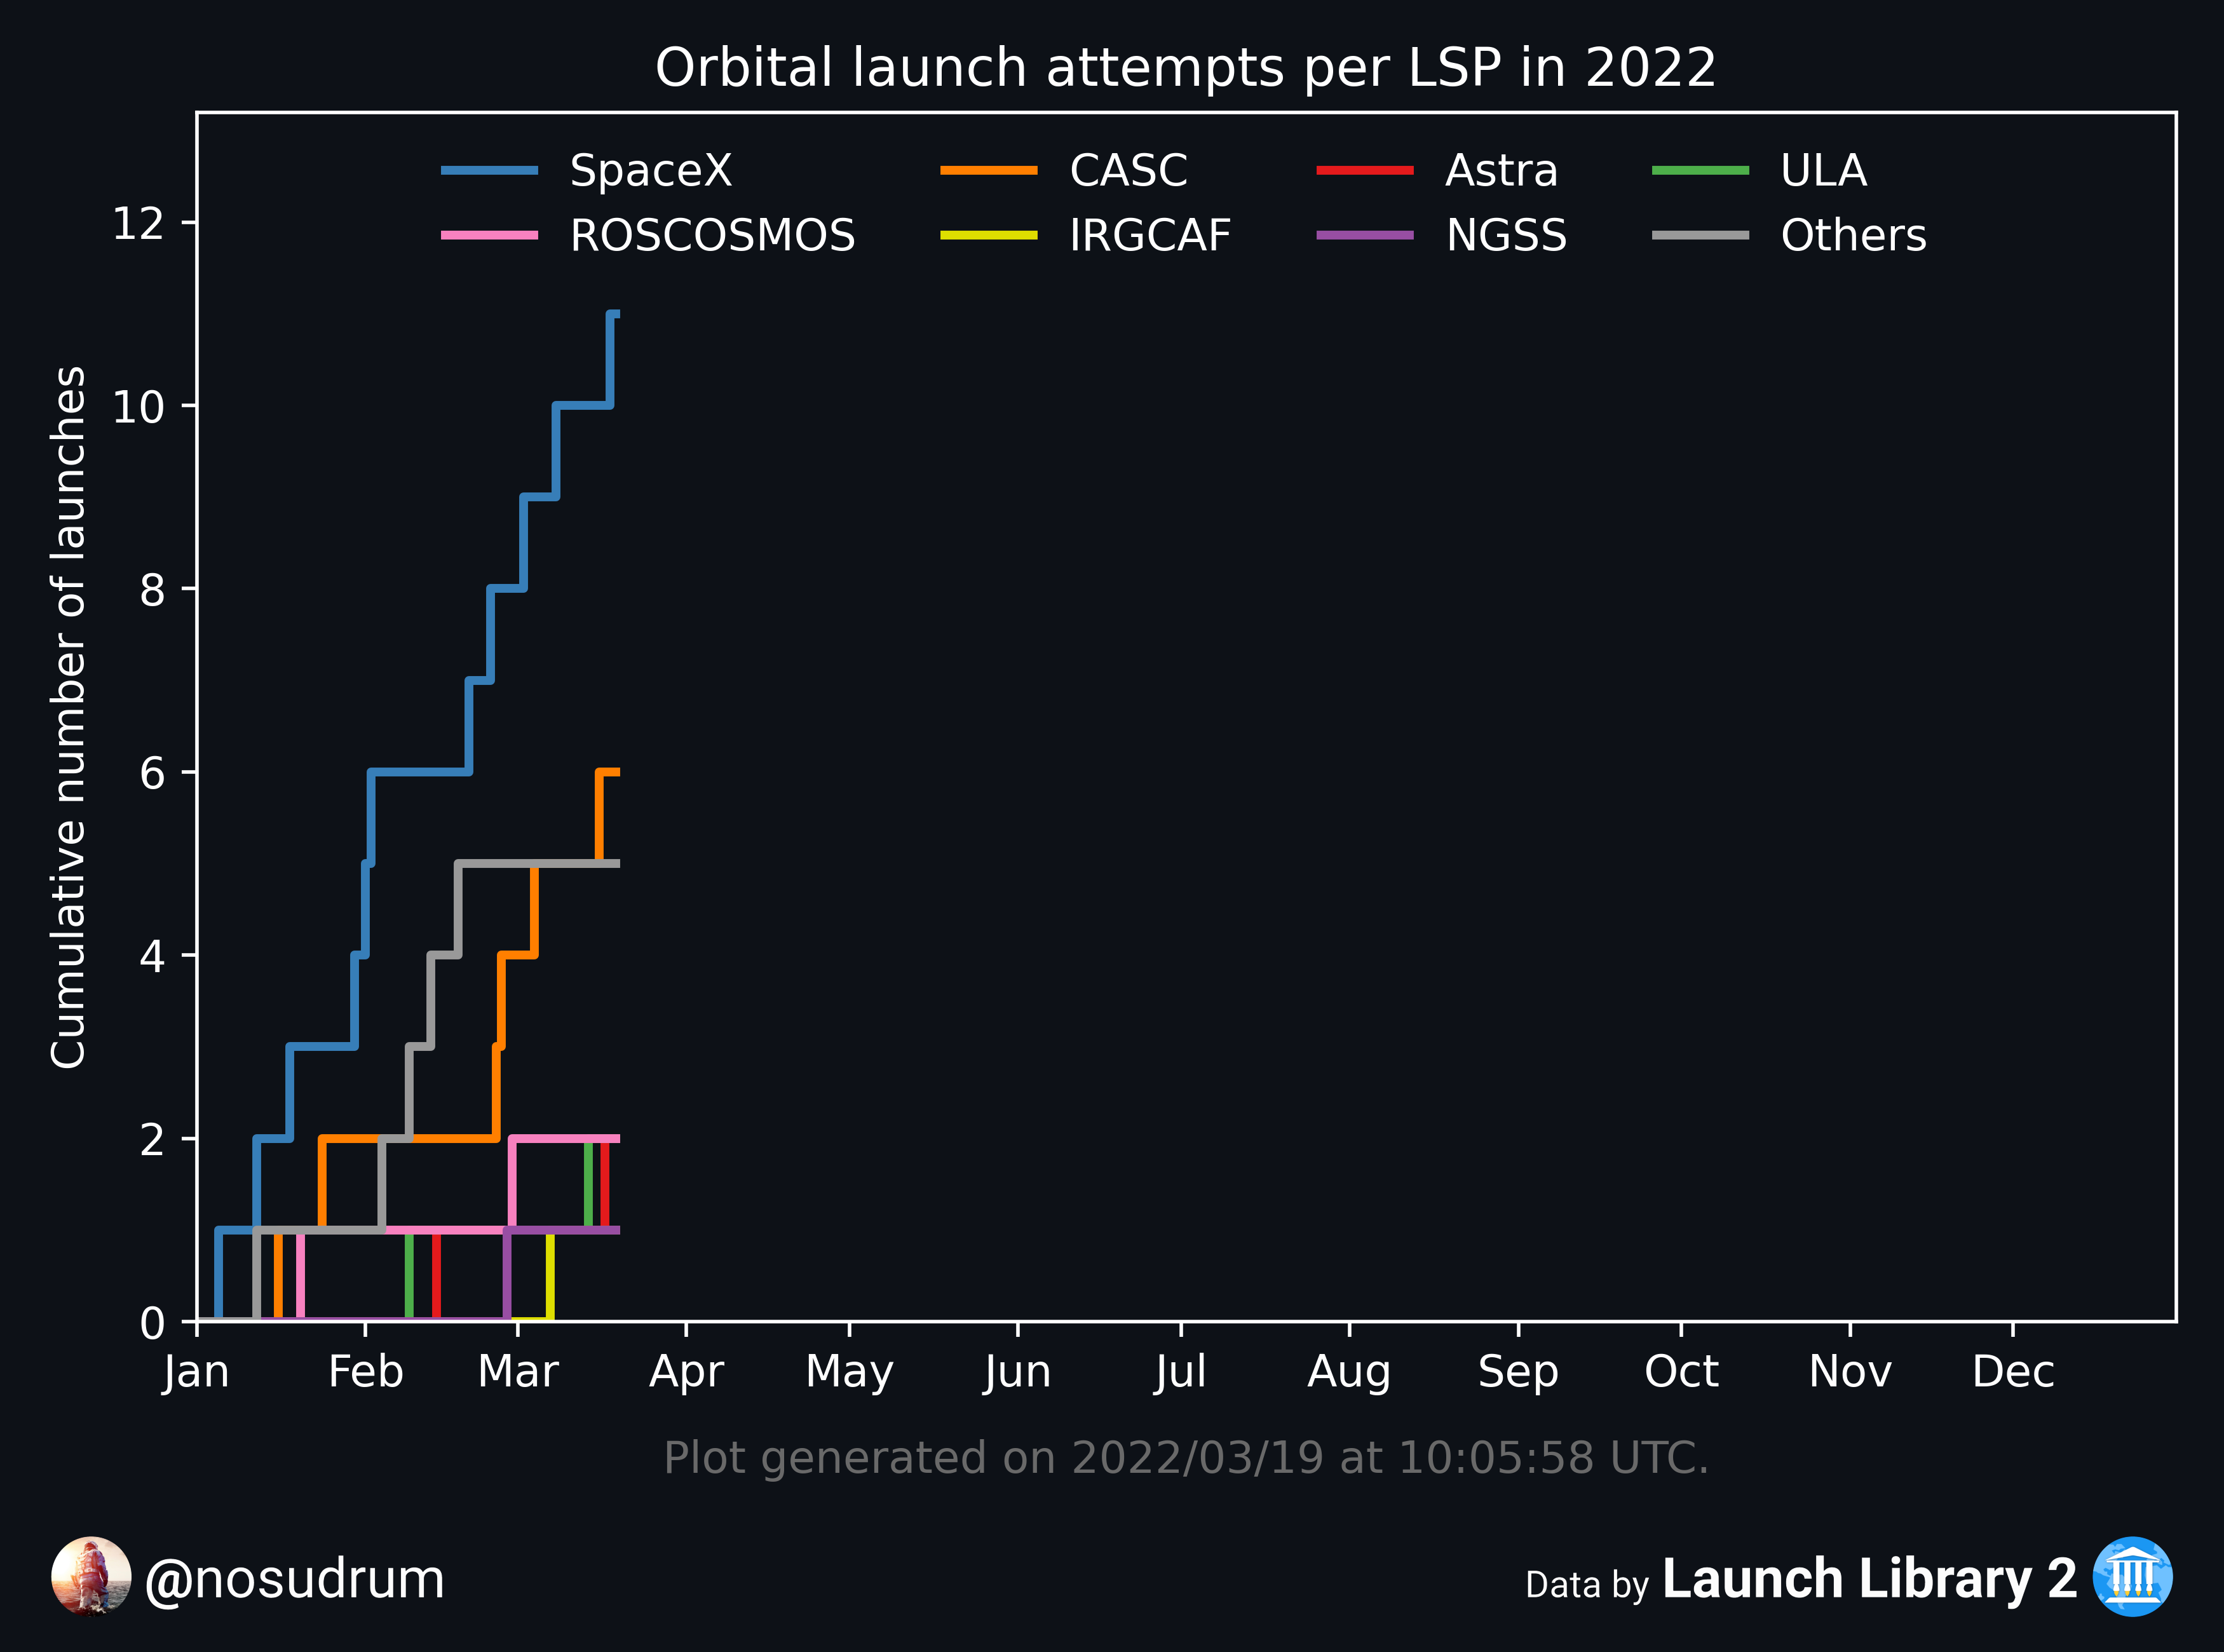 Orbital launch attempts per LSP in 2022
SpaceX CASC Astra ULA
ROSCOSMOS IRGCAF NGSS Others
Cumulative number of launches
12
10
8
6
4
2
0
Jan Feb Mar Apr May Jun Jul Aug Sep Oct Nov Dec
Plot generated on 2022/03/19 at 10:05:58 UTC.
@nosudrum
Data by Launch Library 2